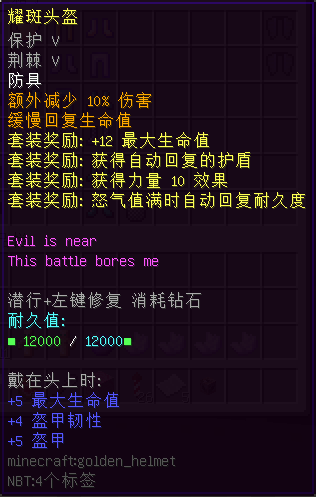 耀斑头盔
保护 V
荆棘 V
防具
额外减少 10% 伤害
缓慢回复生命值
套装奖励: +12 最大生命值
套装奖励: 获得自动回复的护盾
套装奖励: 获得力量 10 效果
套装奖励: 怒气值满时自动回复耐久度
Evil is near
This battle bores me
潜行+左键修复 消耗钻石
耐久值:
■ 12000 / 12000■
戴在头上时:
+5 最大生命值
+4 盔甲韧性
+5 盔甲
minecraft:golden_helmet
NBT:4个标签